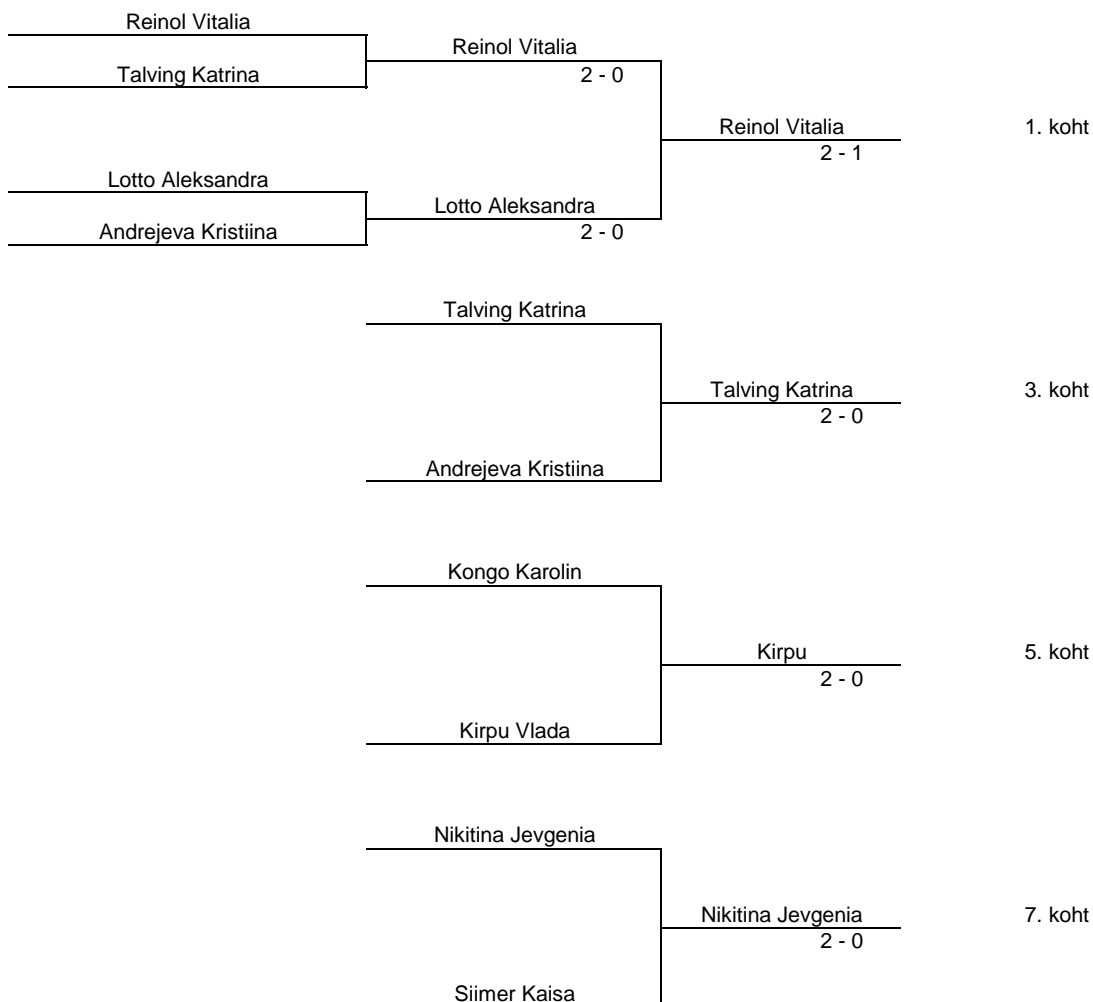 Reinol Vitalia
Reinol Vitalia
Talving Katrina
2 - 0
Reinol Vitalia
1. koht
2 - 1
Lotto Aleksandra
Lotto Aleksandra
Andrejeva Kristiina
2 - 0
Talving Katrina
Talving Katrina
3. koht
2 - 0
Andrejeva Kristiina
Kongo Karolin
Kirpu
5. koht
2 - 0
Kirpu Vlada
Nikitina Jevgenia
Nikitina Jevgenia
7. koht
2 - 0
Siimer Kaisa